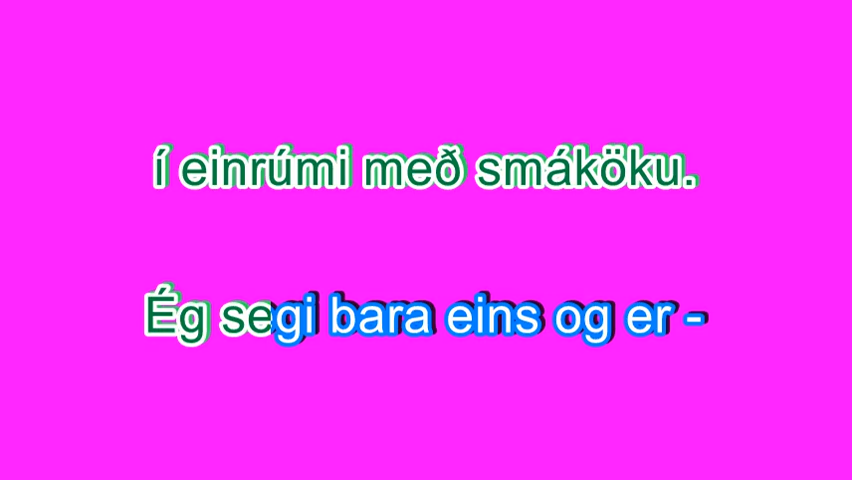 í einrúmi með smáköku.
Ég segi bara eins og er -